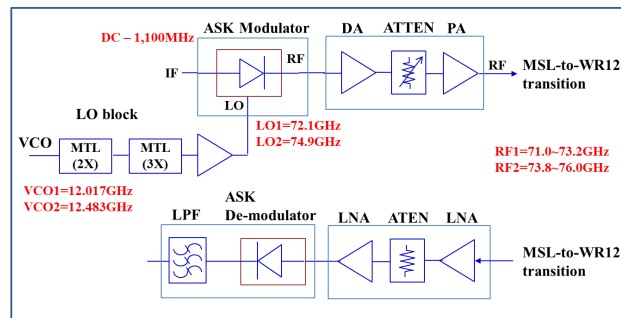 ASK Modulator
DA
ATTEN
PA
DC – 1,100MHz
IF
RF
RF
MSL-to-WR12
transition
LO
LO block
LO1=72.1GHz
LO2=74.9GHz
VCO
MTL
(2X)
MTL
(3X)
RF1=71.0~73.2GHz
RF2=73.8~76.0GHz
VCO1=12.017GHz
VCO2=12.483GHz
LPF
ASK
De-modulator
LNA
ATEN
LNA
MSL-to-WR12
transition